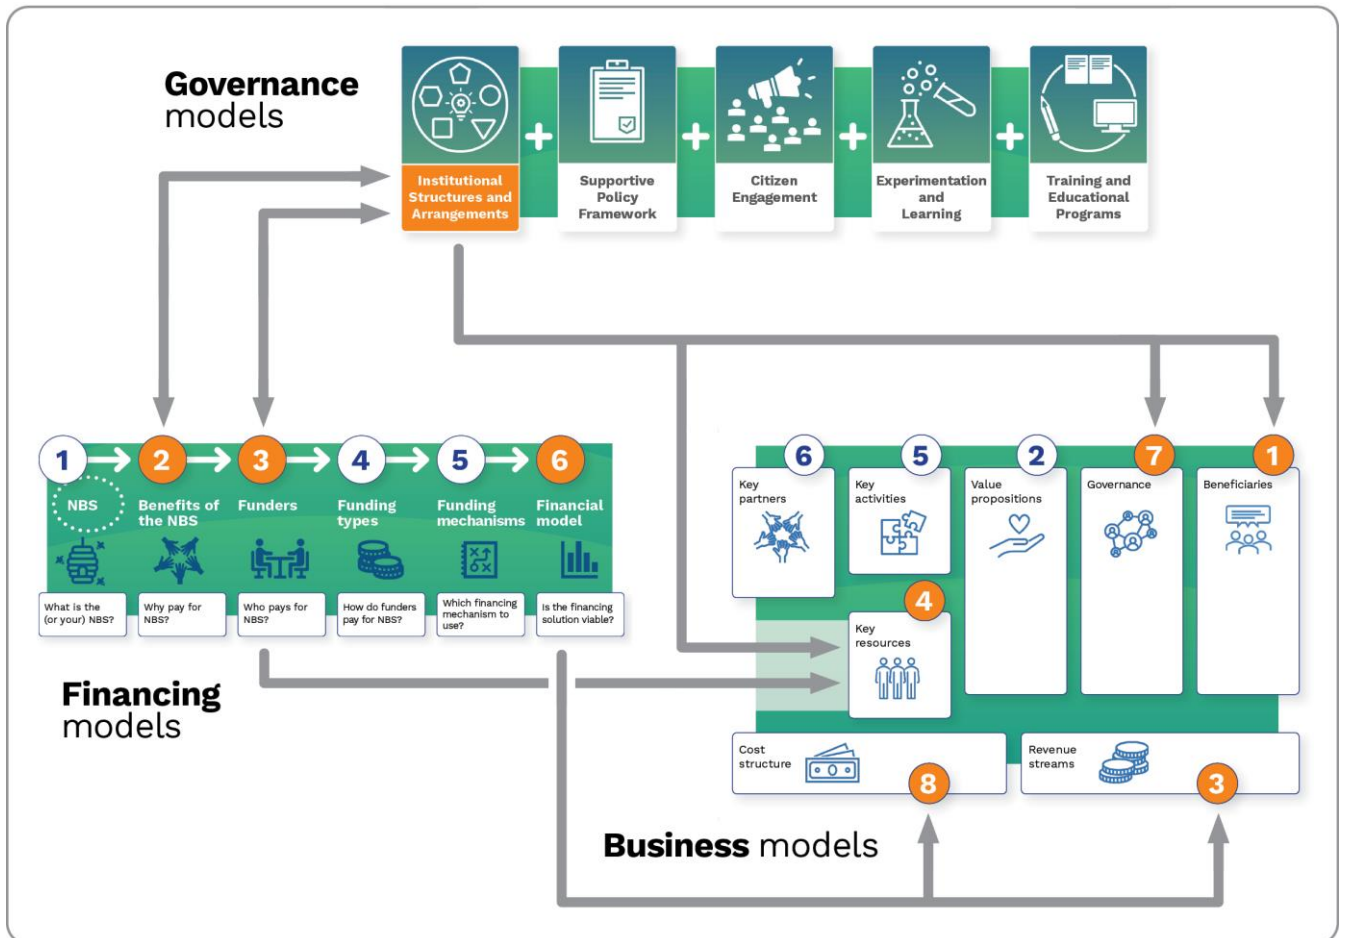 Governance
models
Institutional
Structures and
Arrangements
Supportive
Policy
Framework
Citizen
Engagement
Experimentation
and
Learning
Training and
Educational
Programs
1
2
3
4
5
6
NBS
Benefits of
the NBS
Funders
Funding
types
Funding
mechanisms
Financial
model
What is the
(or your) NBS?
Why pay for
NBS?
Who pays for
NBS?
How do funders
pay for NBS?
Which financing
mechanism to
use?
Is the financing
solution viable?
Financing
models
6
Key
partners
5
Key
activities
2
Value
propositions
7
Governance
1
Beneficiaries
4
Key
resources
Cost
structure
8
Revenue
streams
3
Business models